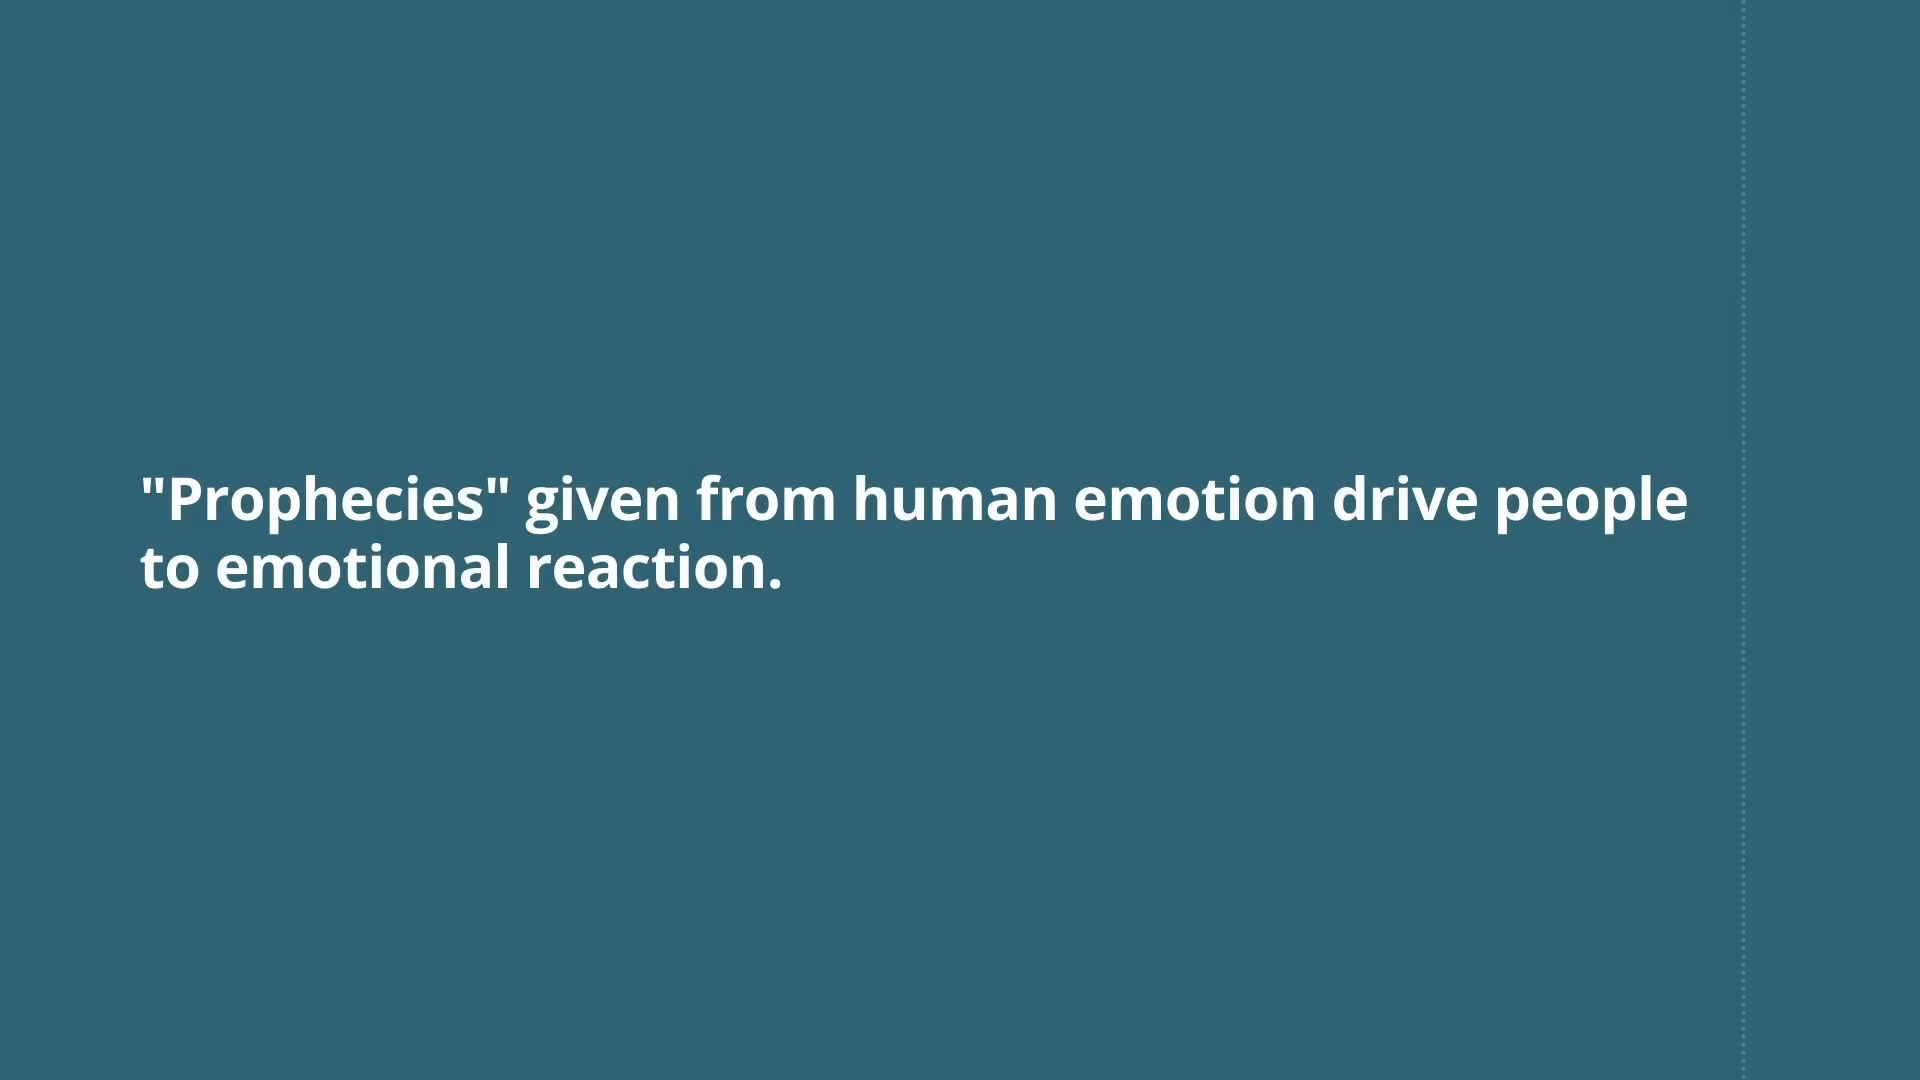 "Prophecies" given from human emotion drive people
to emotional reaction.